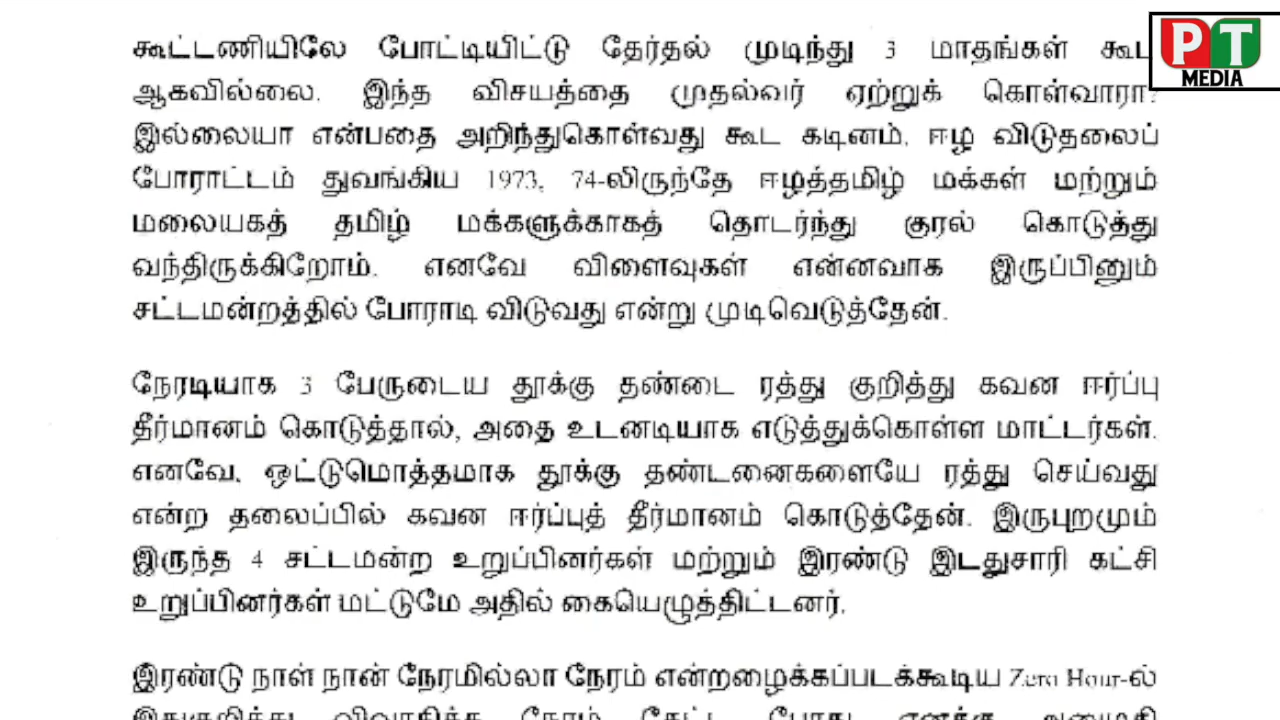 கூட்டணியிலே போட்டியிட்டு தேர்தல் முடிந்து 3 மாதங்கள் கூட
PT
MEDIA
ஆகவில்லை. இந்த விசயத்தை முதல்வர் ஏற்றுக் கொள்வாரா?
இல்லையா என்பதை அறிந்துகொள்வது கூட கடினம். ஈழ விடுதலைப்
போராட்டம் துவங்கிய 1973, 74-லிருந்தே ஈழத்தமிழ் மக்கள் மற்றும்
மலையகத் தமிழ் மக்களுக்காகத் தொடர்ந்து குரல் கொடுத்து
வந்திருக்கிறோம். எனவே விளைவுகள் என்னவாக இருப்பினும்
சட்டமன்றத்தில் போராடி விடுவது என்று முடிவெடுத்தேன்.
நேரடியாக 3 பேருடைய தூக்கு தண்டை ரத்து குறித்து கவன ஈர்ப்பு
தீர்மானம் கொடுத்தால், அதை உடனடியாக எடுத்துக்கொள்ள மாட்டர்கள்.
எனவே, ஒட்டுமொத்தமாக தூக்கு தண்டனைகளையே ரத்து செய்வது
என்ற தலைப்பில் கவன ஈர்ப்புத் தீர்மானம் கொடுத்தேன். இருபுறமும்
இருந்த 4 சட்டமன்ற உறுப்பினர்கள் மற்றும் இரண்டு இடதுசாரி கட்சி
உறுப்பினர்கள் மட்டுமே அதில் கையெழுத்திட்டனர்.
இரண்டு நாள் நான் நேரமில்லா நேரம் என்றழைக்கப்படக்கூடிய Zero Hour-ல்